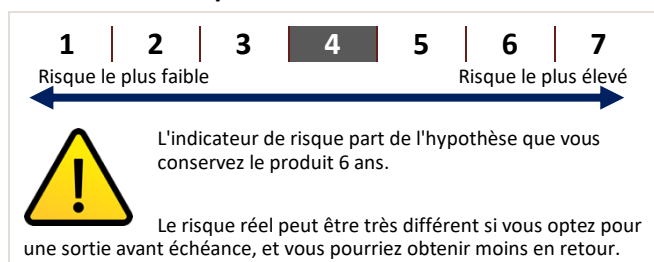 1 2 3 4 5 6 7
Risque le plus faible Risque le plus élevé
L'indicateur de risque part de l'hypothèse que vous
conservez le produit 6 ans.
Le risque réel peut être très différent si vous optez pour
une sortie avant échéance, et vous pourriez obtenir moins en retour.